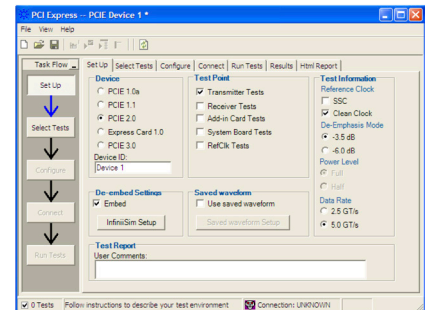 PCI Express -- PCIE Device 1 *
File View Help
Task Flow
Set Up
Select Tests
Configure
Connect
Run Tests
Set Up Select Tests Configure Connect Run Tests Results Html Report
Device
PCIE 1.0a
PCIE 1.1
PCIE 2.0
Express Card 1.0
PCIE 3.0
Device ID:
Device 1
Test Point
Transmitter Tests
Receiver Tests
Add-in Card Tests
System Board Tests
RefClk Tests
Test Information
Reference Clock
SSC
Clean Clock
De-Emphasis Mode
-3.5 dB
-6.0 dB
Power Level
Full
Half
Data Rate
2.5 GT/s
5.0 GT/s
De-embed Settings
Embed
InfiniiSim Setup
Saved waveform
Use saved waveform
Saved waveform Setup
Test Report
User Comments:
0 Tests Follow instructions to describe your test environment Connection: UNKNOWN